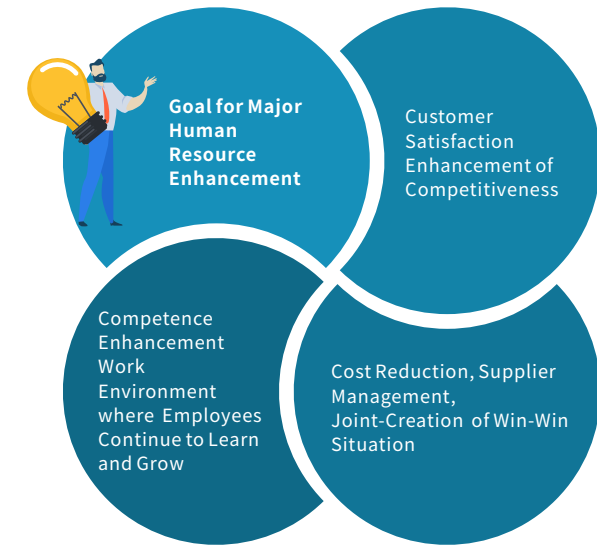 Goal for Major
Human
Resource
Enhancement
Customer
Satisfaction
Enhancement of
Competitiveness
Competence
Enhancement
Work
Environment
where Employees
Continue to Learn
and Grow
Cost Reduction, Supplier
Management,
Joint-Creation of Win-Win
Situation